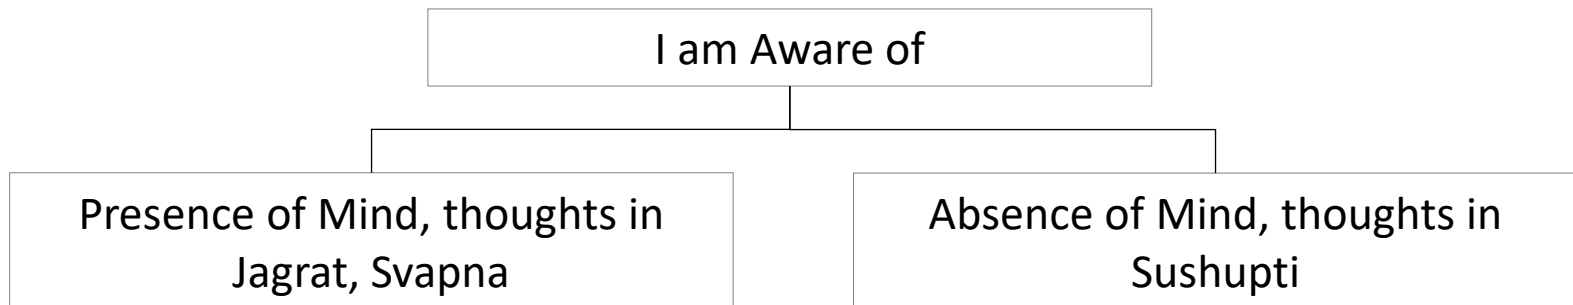 I am Aware of
Presence of Mind, thoughts in
Jagrat, Svapna
Absence of Mind, thoughts in
Sushupti